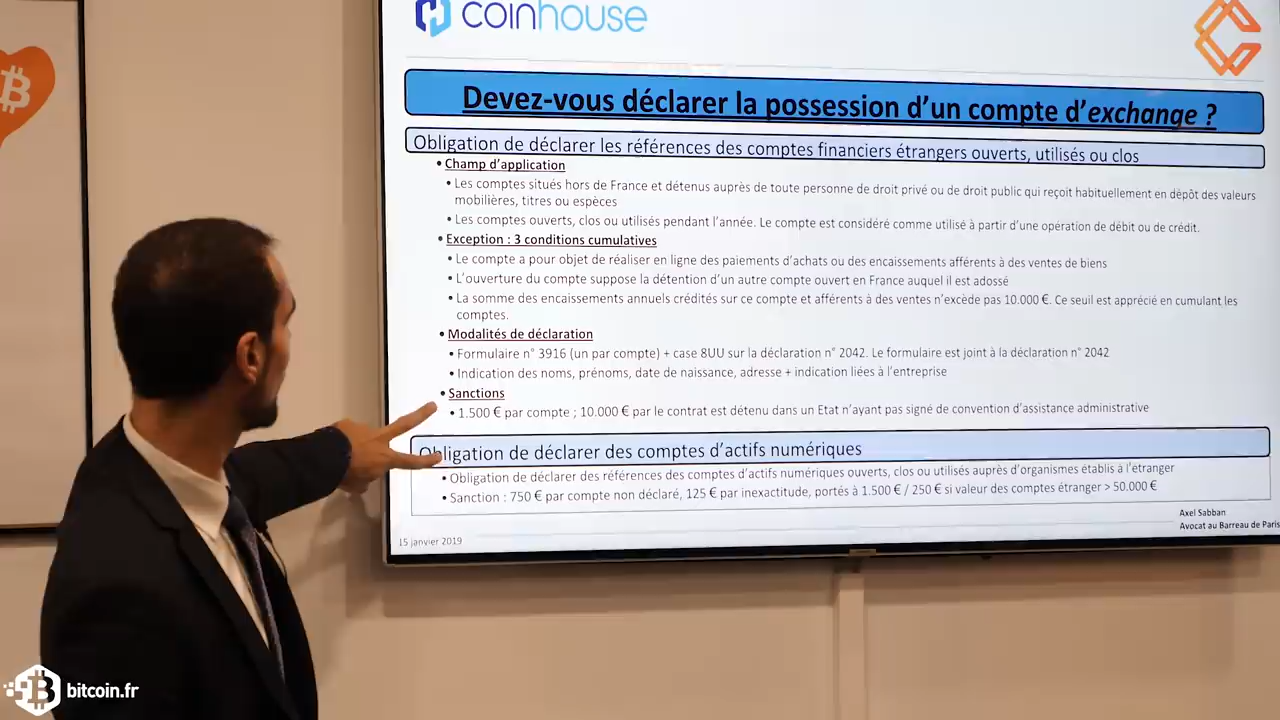 coinhouse
Devez-vous déclarer la possession d'un compte d'exchange ?
Obligation de déclarer les références des comptes financiers étrangers ouverts, utilisés ou clos
• Champ d'application
• Les comptes situés hors de France et détenus auprès de toute personne de droit privé ou de droit public qui reçoit habituellement en dépôt des valeurs
mobilières, titres ou espèces
• Les comptes ouverts, clos ou utilisés pendant l'année. Le compte est considéré comme utilisé à partir d'une opération de débit ou de crédit.
• Exception : 3 conditions cumulatives
• Le compte a pour objet de réaliser en ligne des paiements d'achats ou des encaissements afférents à des ventes de biens
• L'ouverture du compte suppose la détention d'un autre compte ouvert en France auquel il est adossé
• La somme des encaissements annuels crédités sur ce compte et afférents à des ventes n'excède pas 10.000 €. Ce seuil est apprécié en cumulant les
comptes.
• Modalités de déclaration
• Formulaire n° 3916 (un par compte) + case 8UU sur la déclaration n° 2042. Le formulaire est joint à la déclaration n° 2042
• Indication des noms, prénoms, date de naissance, adresse + indication liées à l'entreprise
• Sanctions
• 1.500 € par compte ; 10.000 € par le contrat est détenu dans un Etat n'ayant pas signé de convention d'assistance administrative
Obligation de déclarer des comptes d'actifs numériques
• Obligation de déclarer des références des comptes d'actifs numériques ouverts, clos ou utilisés auprès d'organismes établis à l'étranger
• Sanction : 750 € par compte non déclaré, 125 € par inexactitude, portés à 1.500 € / 250 € si valeur des comptes étranger > 50.000 €
Axel Sabban
Avocat au Barreau de Paris
15 janvier 2019
bitcoin.fr